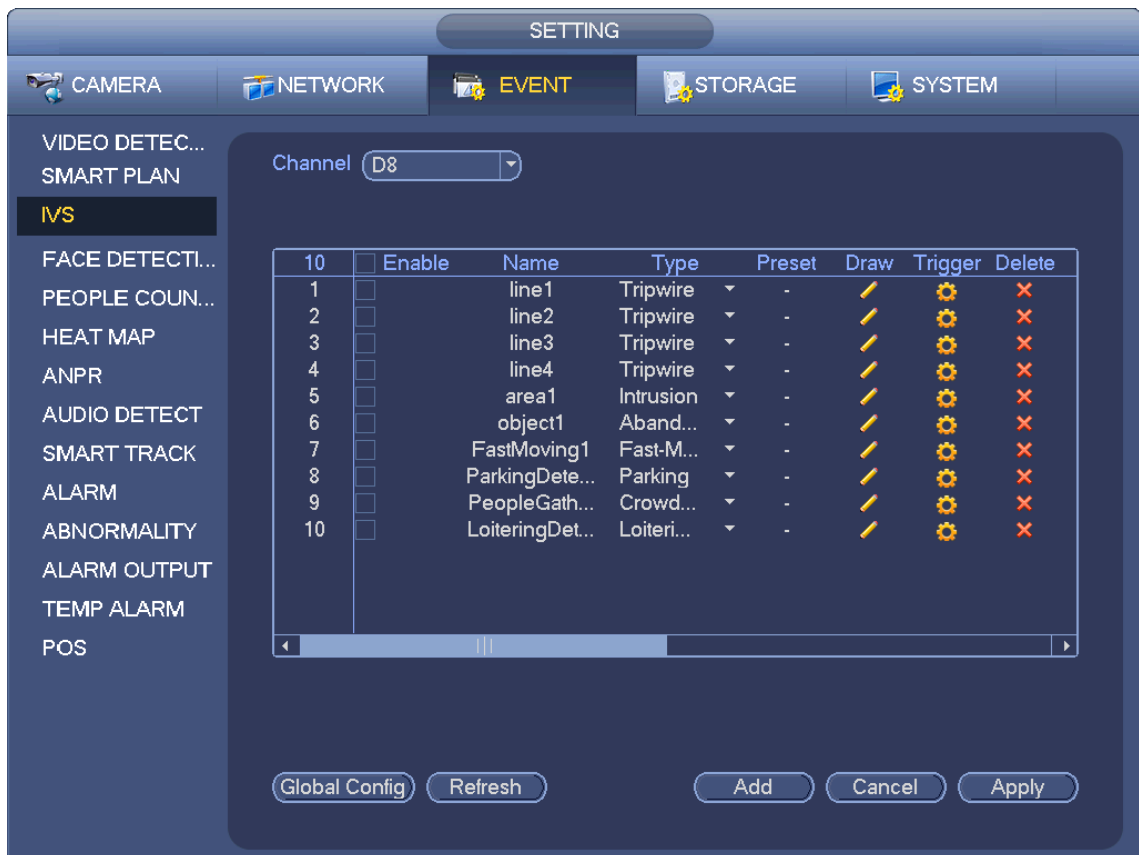 SETTING
CAMERA NETWORK EVENT STORAGE SYSTEM
VIDEO DETEC...
SMART PLAN
IVS
FACE DETECTI...
PEOPLE COUN...
HEAT MAP
ANPR
AUDIO DETECT
SMART TRACK
ALARM
ABNORMALITY
ALARM OUTPUT
TEMP ALARM
POS
Channel D8
10 Enable Name Type Preset Draw Trigger Delete
1 line1 Tripwire -
2 line2 Tripwire -
3 line3 Tripwire -
4 line4 Tripwire -
5 area1 Intrusion -
6 object1 Aband... -
7 FastMoving1 Fast-M... -
8 ParkingDete... Parking -
9 PeopleGath... Crowd... -
10 LoiteringDet... Loiteri... -
Global Config Refresh Add Cancel Apply